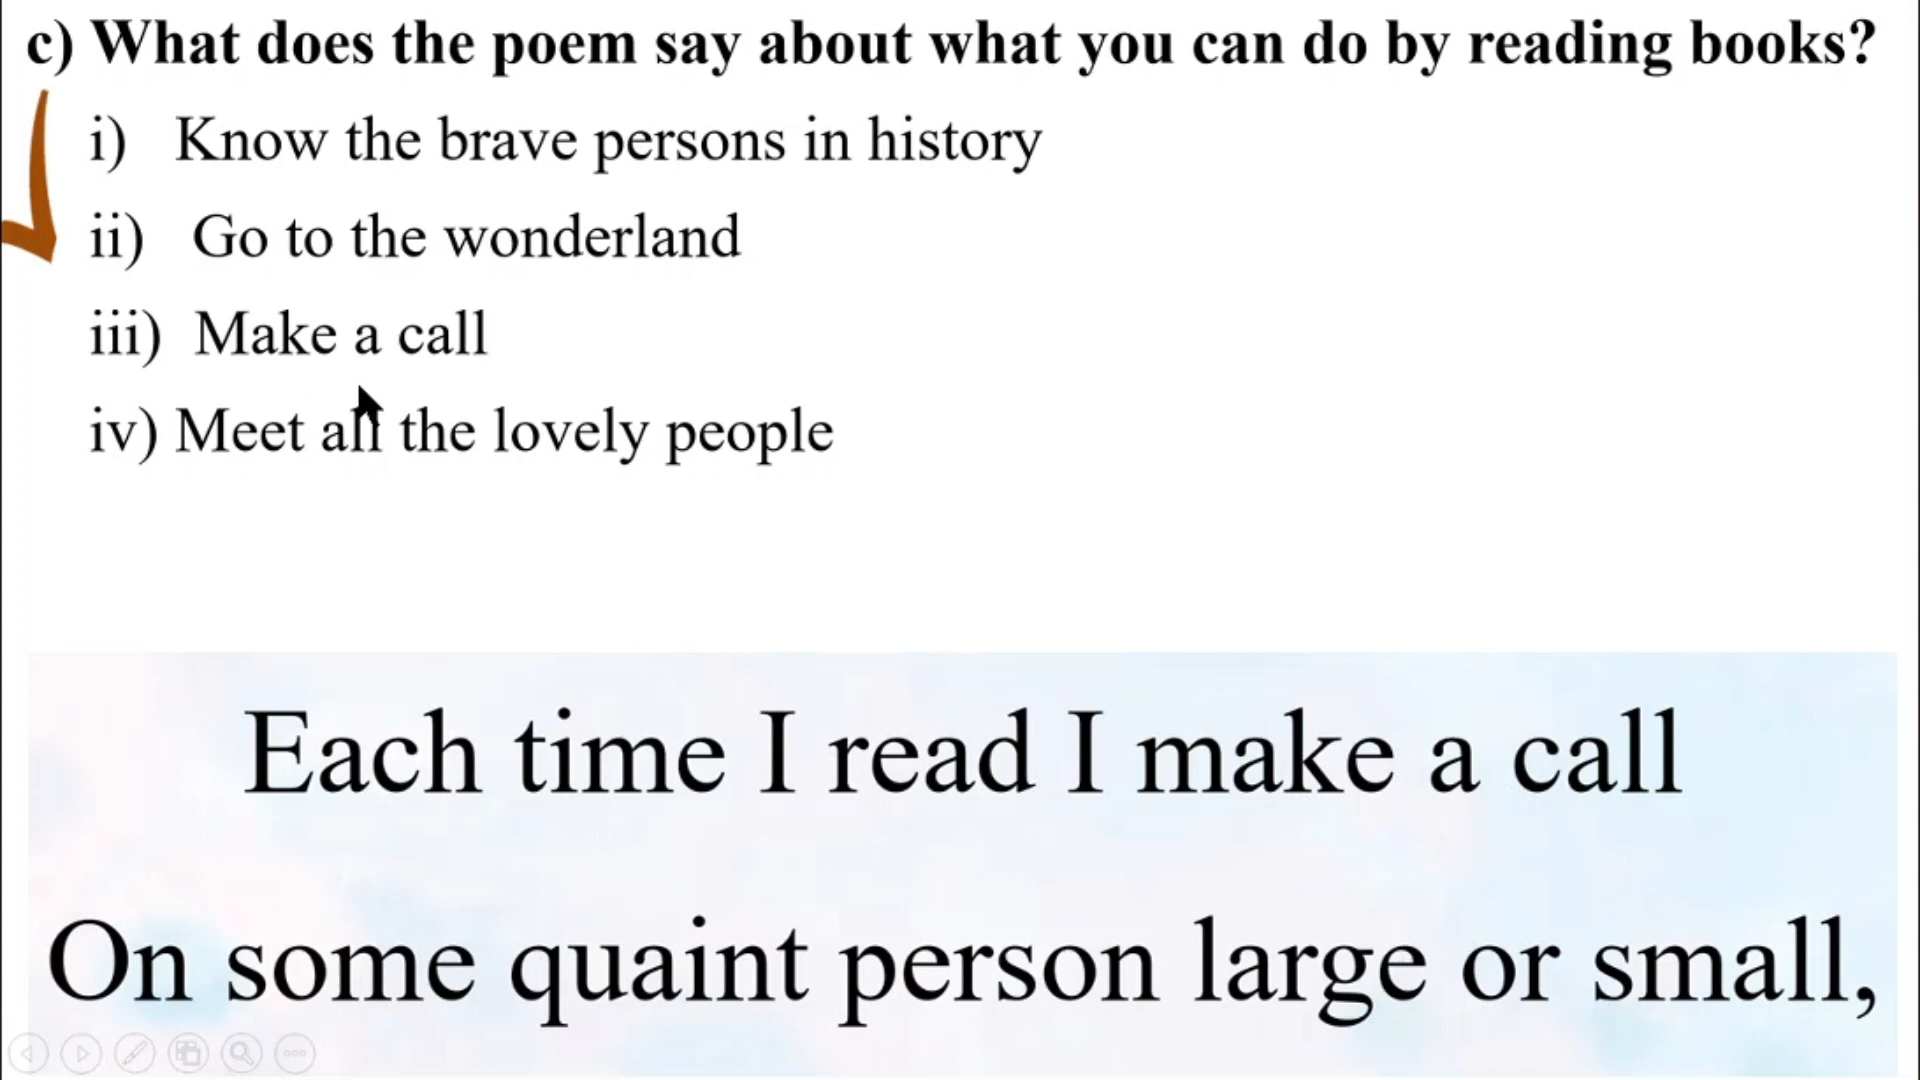 c) What does the poem say about what you can do by reading books?
i) Know the brave persons in history
ii) Go to the wonderland
iii) Make a call
iv) Meet all the lovely people
Each time I read I make a call
On some quaint person large or small,